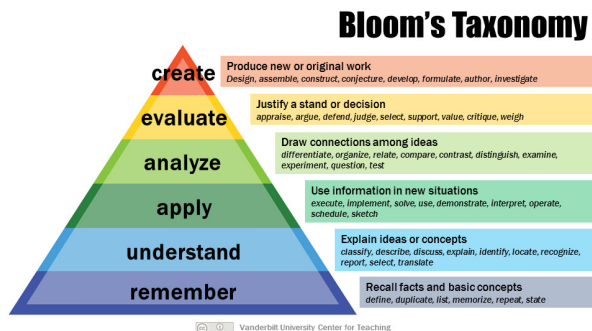 Bloom's Taxonomy
create
Produce new or original work
Design, assemble, construct, conjecture, develop, formulate, author, investigate
evaluate
Justify a stand or decision
appraise, argue, defend, judge, select, support, value, critique, weigh
analyze
Draw connections among ideas
differentiate, organize, relate, compare, contrast, distinguish, examine,
experiment, question, test
apply
Use information in new situations
execute, implement, solve, use, demonstrate, interpret, operate,
schedule, sketch
understand
Explain ideas or concepts
classify, describe, discuss, explain, identify, locate, recognize,
report, select, translate
remember
Recall facts and basic concepts
define, duplicate, list, memorize, repeat, state
cc Vanderbilt University Center for Teaching